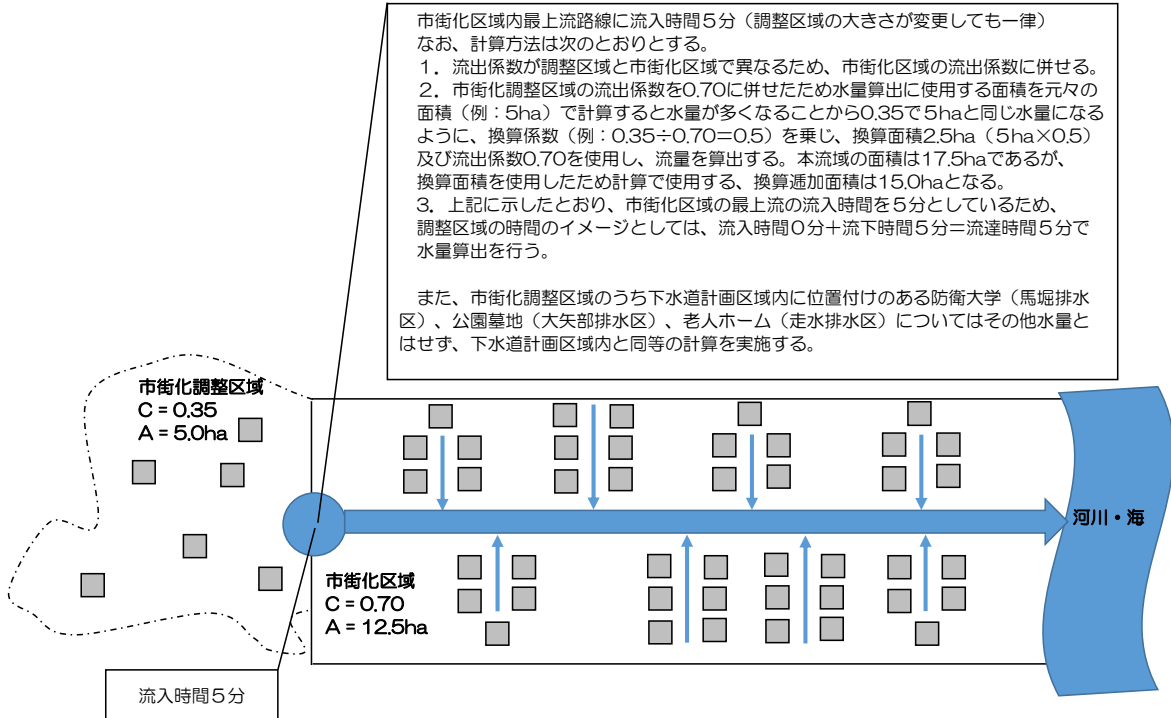 市街化区域内最上流路線に流入時間５分（調整区域の大きさが変更しても一律）
なお、計算方法は次のとおりとする。
１．流出係数が調整区域と市街化区域で異なるため、市街化区域の流出係数に併せる。
２．市街化調整区域の流出係数を0.70に併せたため水量算出に使用する面積を元々の
面積（例：５ha）で計算すると水量が多くなることから0.35で５haと同じ水量になる
ように、換算係数（例：0.35÷0.70＝0.5）を乗じ、換算面積2.5ha（５ha×0.5）
及び流出係数0.70を使用し、流量を算出する。本流域の面積は17.5haであるが、
換算面積を使用したため計算で使用する、換算逓加面積は15.0haとなる。
３．上記に示したとおり、市街化区域の最上流の流入時間を５分としているため、
調整区域の時間のイメージとしては、流入時間０分＋流下時間５分＝流達時間５分で
水量算出を行う。
また、市街化調整区域のうち下水道計画区域内に位置付けのある防衛大学（馬堀排水
区）、公園墓地（大矢部排水区）、老人ホーム（走水排水区）についてはその他水量と
はせず、下水道計画区域内と同等の計算を実施する。
市街化調整区域
C = 0.35
A = 5.0ha
河川・海
市街化区域
C = 0.70
A = 12.5ha
流入時間５分